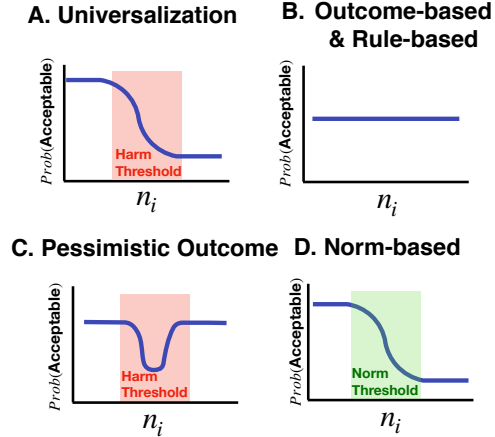 A. Universalization
Prob(Acceptable)
Harm
Threshold
n_i
B. Outcome-based
& Rule-based
Prob(Acceptable)
n_i
C. Pessimistic Outcome
Prob(Acceptable)
Harm
Threshold
n_i
D. Norm-based
Prob(Acceptable)
Norm
Threshold
n_i